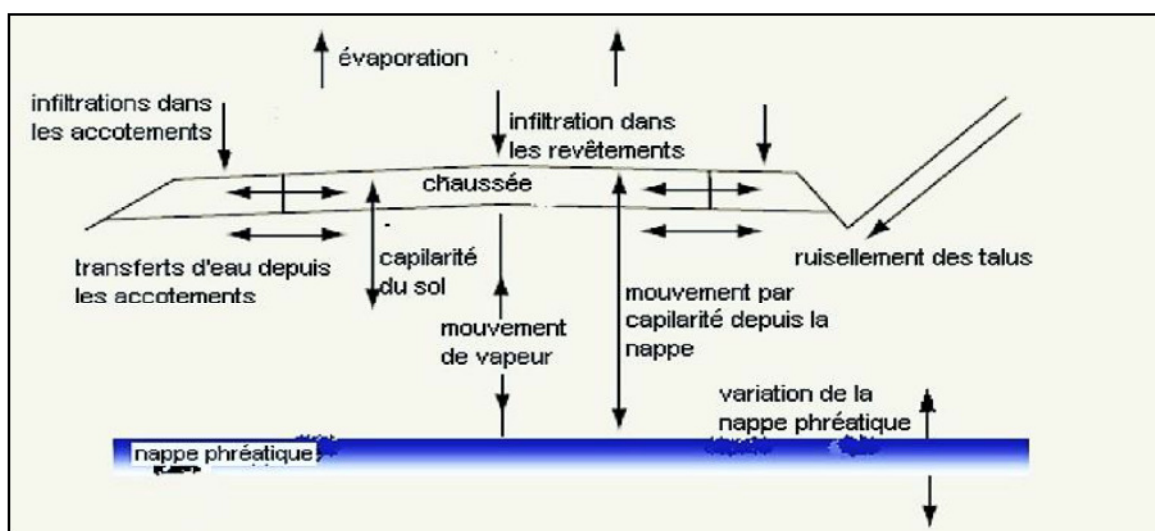 évaporation
infiltrations dans
les accotements
infiltration dans
les revêtements
chaussée
transferts d'eau depuis
les accotements
capilarité
du sol
ruisellement des talus
mouvement par
capilarité depuis la
nappe
mouvement
de vapeur
variation de la
nappe phréatique
nappe phréatique